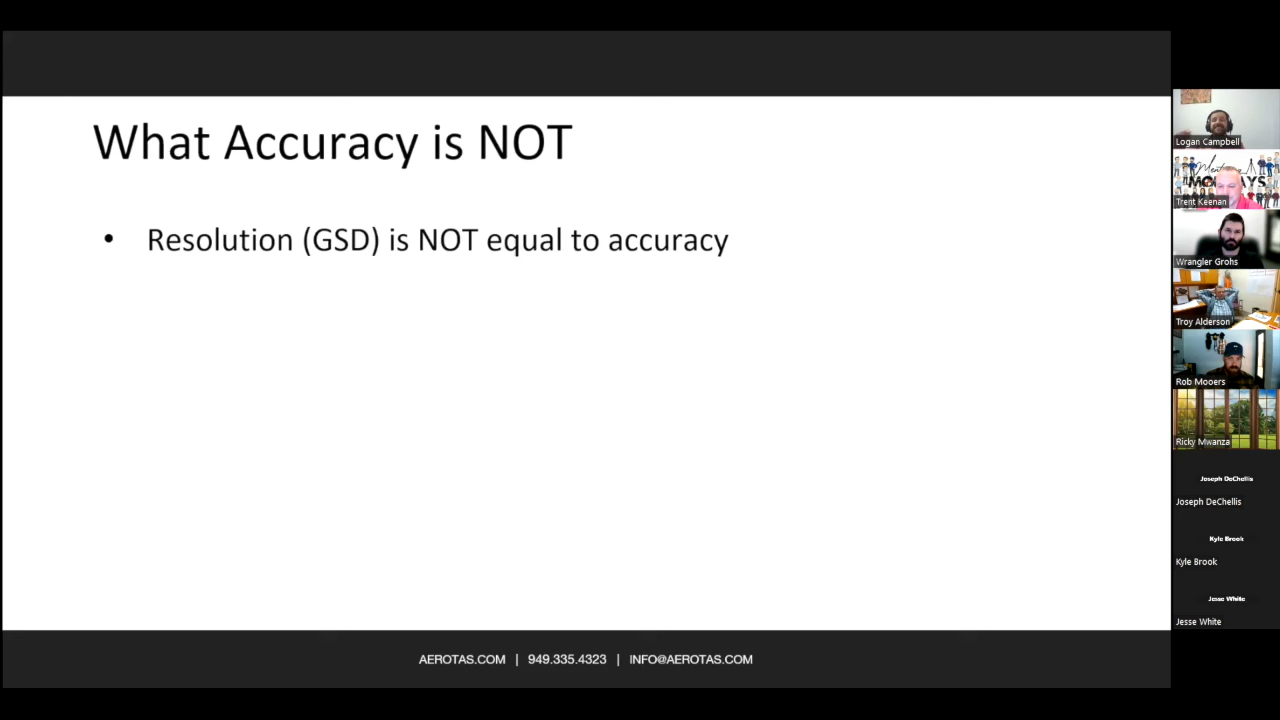 What Accuracy is NOT
• Resolution (GSD) is NOT equal to accuracy
AEROTAS.COM | 949.335.4323 | INFO@AEROTAS.COM
Logan Campbell
Trent Keenan
Wrangler Grohs
Troy Alderson
Rob Mooers
Ricky Mwanza
Joseph DeChellis
Joseph DeChellis
Kyle Brook
Kyle Brook
Jesse White
Jesse White